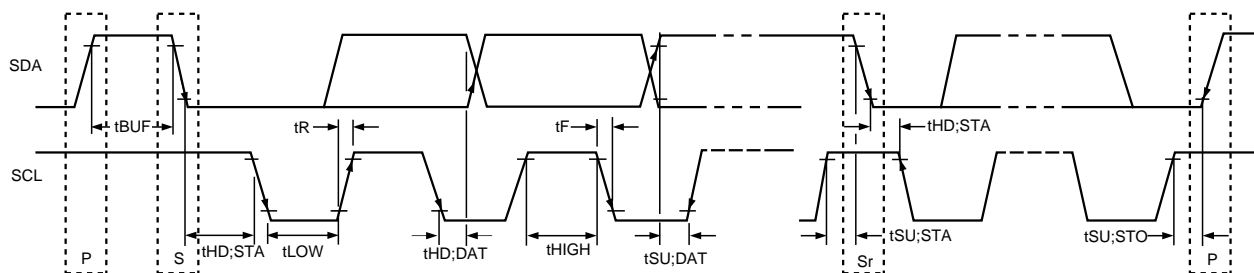 SDA
tBUF
tR
tF
tHD;STA
SCL
tHD;STA
tLOW
tHD;DAT
tHIGH
tSU;DAT
tSU;STA
tSU;STO
P
S
Sr
P